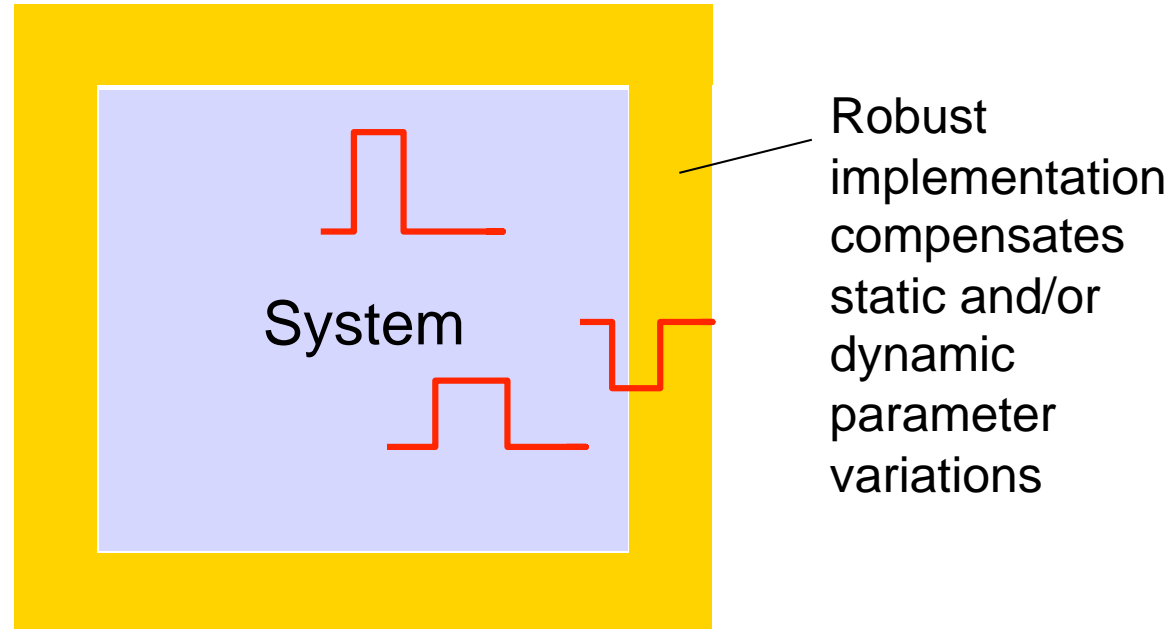 System
Robust
implementation
compensates
static and/or
dynamic
parameter
variations